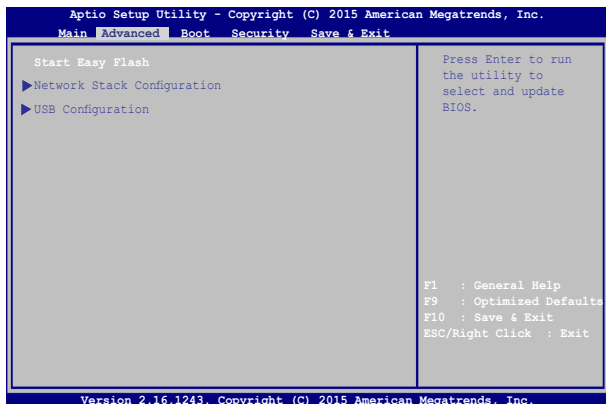 Aptio Setup Utility - Copyright (C) 2015 American Megatrends, Inc.
Main Advanced Boot Security Save & Exit
Start Easy Flash
Network Stack Configuration
USB Configuration
Press Enter to run
the utility to
select and update
BIOS.
F1 : General Help
F9 : Optimized Defaults
F10 : Save & Exit
ESC/Right Click : Exit
Version 2.16.1243. Copyright (C) 2015 American Megatrends, Inc.